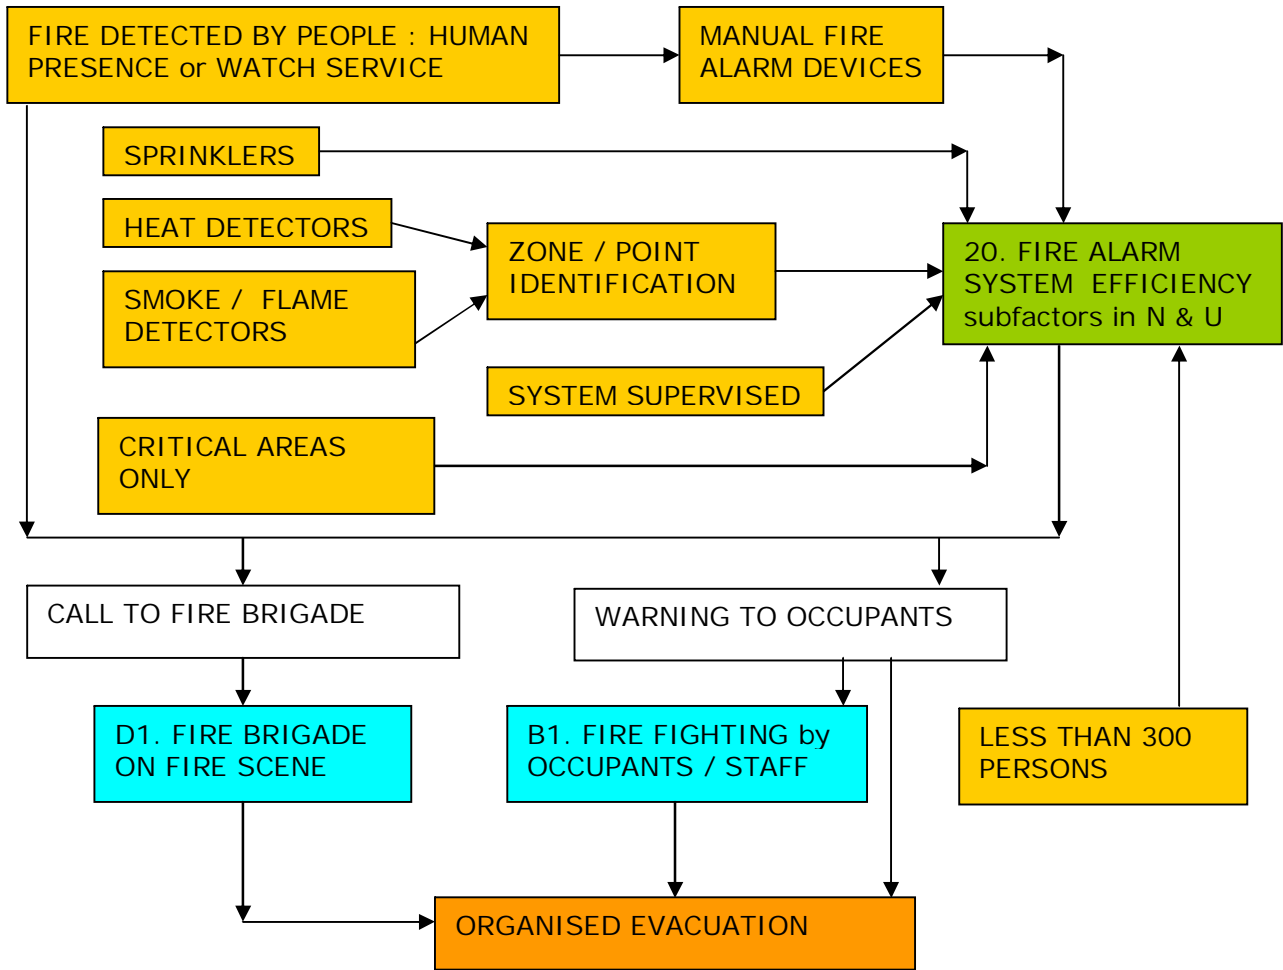 FIRE DETECTED BY PEOPLE : HUMAN
PRESENCE or WATCH SERVICE
MANUAL FIRE
ALARM DEVICES
SPRINKLERS
HEAT DETECTORS
SMOKE / FLAME
DETECTORS
ZONE / POINT
IDENTIFICATION
20. FIRE ALARM
SYSTEM EFFICIENCY
subfactors in N & U
SYSTEM SUPERVISED
CRITICAL AREAS
ONLY
CALL TO FIRE BRIGADE
WARNING TO OCCUPANTS
D1. FIRE BRIGADE
ON FIRE SCENE
B1. FIRE FIGHTING by
OCCUPANTS / STAFF
LESS THAN 300
PERSONS
ORGANISED EVACUATION